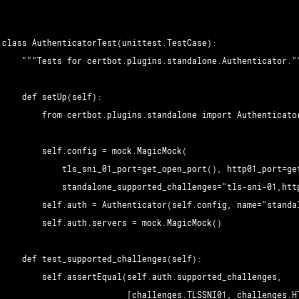 class AuthenticatorTest(unittest.TestCase):
"""Tests for certbot.plugins.standalone.Authenticator."""
def setUp(self):
from certbot.plugins.standalone import Authenticator
self.config = mock.MagicMock(
tls_sni_01_port=get_open_port(), http01_port=get
standalone_supported_challenges="tls-sni-01,http
self.auth = Authenticator(self.config, name="standal
self.auth.servers = mock.MagicMock()
def test_supported_challenges(self):
self.assertEqual(self.auth.supported_challenges,
[challenges.TLSSNI01, challenges.HT